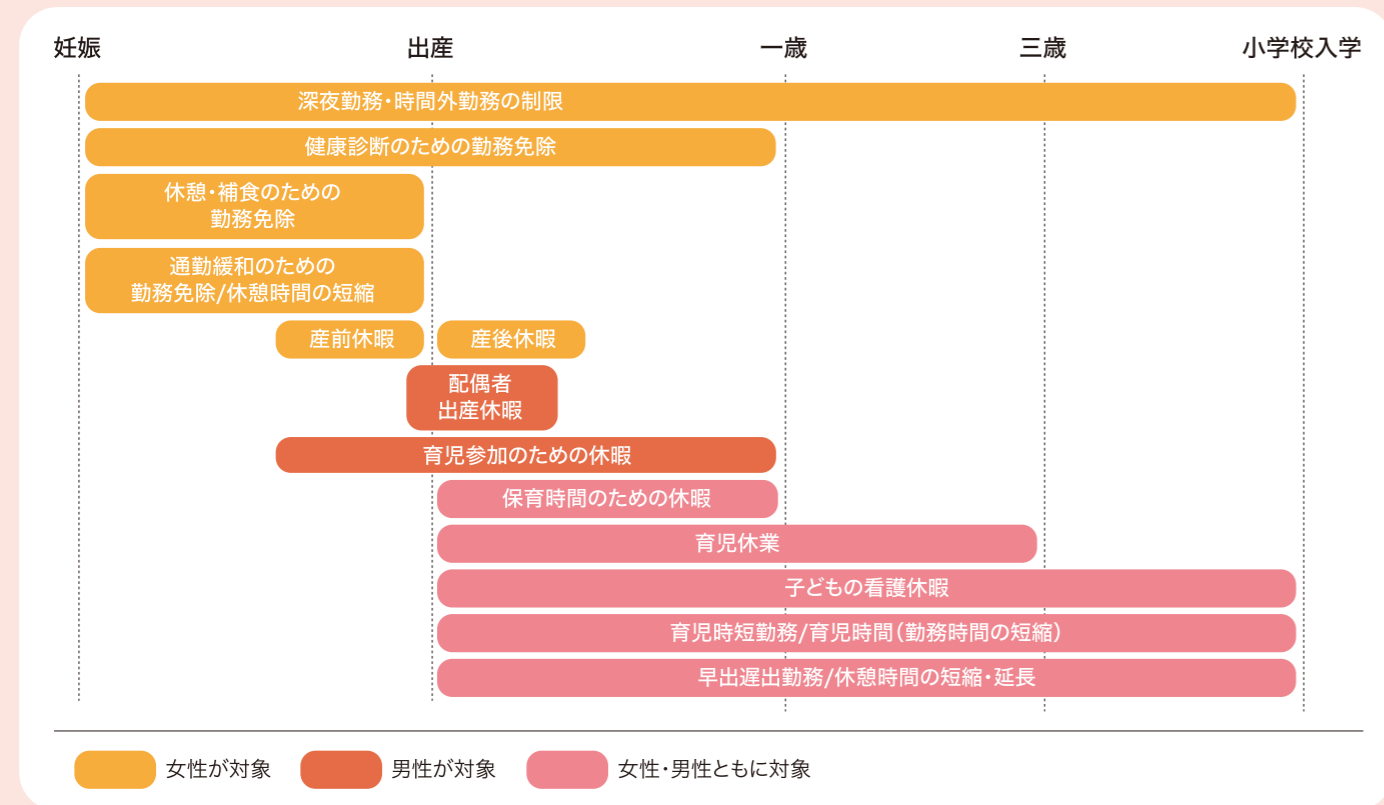 妊娠 出産 一歳 三歳 小学校入学
深夜勤務・時間外勤務の制限
健康診断のための勤務免除
休憩・補食のための
勤務免除
通勤緩和のための
勤務免除/休憩時間の短縮
産前休暇 産後休暇
配偶者
出産休暇
育児参加のための休暇
保育時間のための休暇
育児休業
子どもの看護休暇
育児時短勤務/育児時間(勤務時間の短縮)
早出遅出勤務/休憩時間の短縮・延長
女性が対象 男性が対象 女性・男性ともに対象